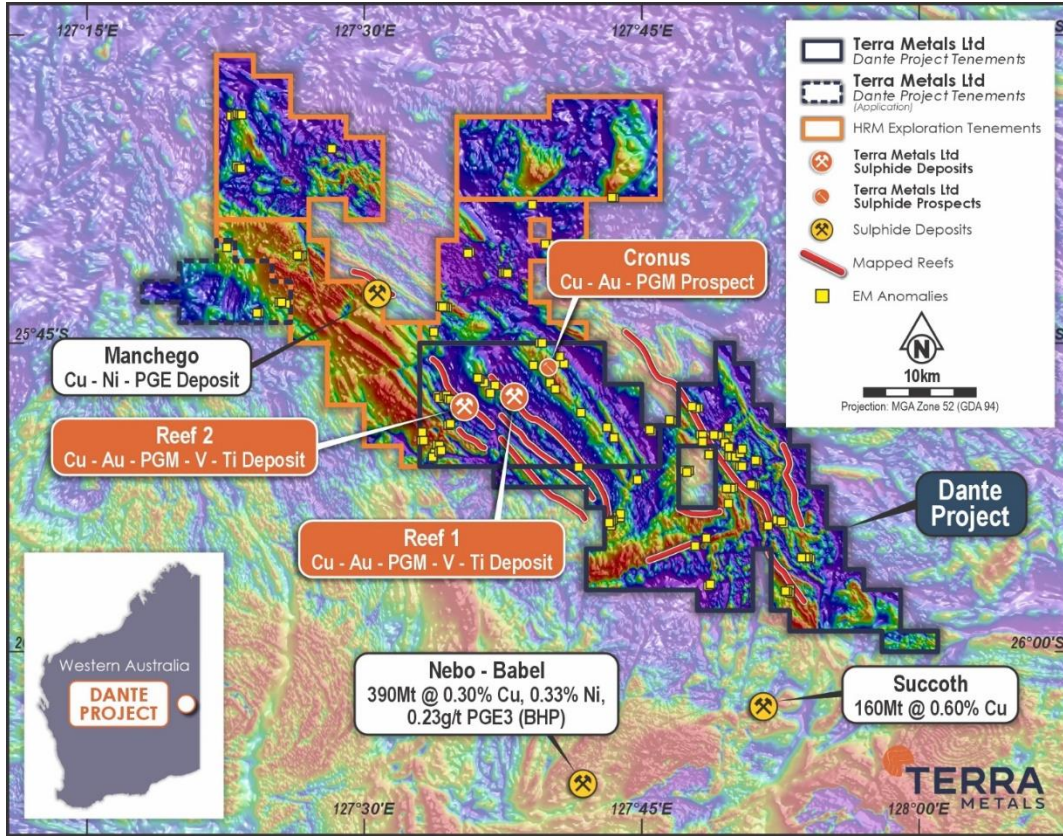 127°15'E
127°30'E
127°45'E
Terra Metals Ltd
Dante Project Tenements
Terra Metals Ltd
Dante Project Tenements
(Application)
HRM Exploration Tenements
Terra Metals Ltd
Sulphide Deposits
Terra Metals Ltd
Sulphide Prospects
Sulphide Deposits
Mapped Reefs
EM Anomalies
N
10km
Projection: MGA Zone 52 (GDA 94)
Cronus
Cu - Au - PGM Prospect
25°45'S
Manchego
Cu - Ni - PGE Deposit
Reef 2
Cu - Au - PGM - V - Ti Deposit
Reef 1
Cu - Au - PGM - V - Ti Deposit
Dante
Project
26°00'S
Western Australia
DANTE
PROJECT
Nebo - Babel
390Mt @ 0.30% Cu, 0.33% Ni,
0.23g/t PGE3 (BHP)
Succoth
160Mt @ 0.60% Cu
TERRA
METALS
127°30'E
127°45'E
128°00'E